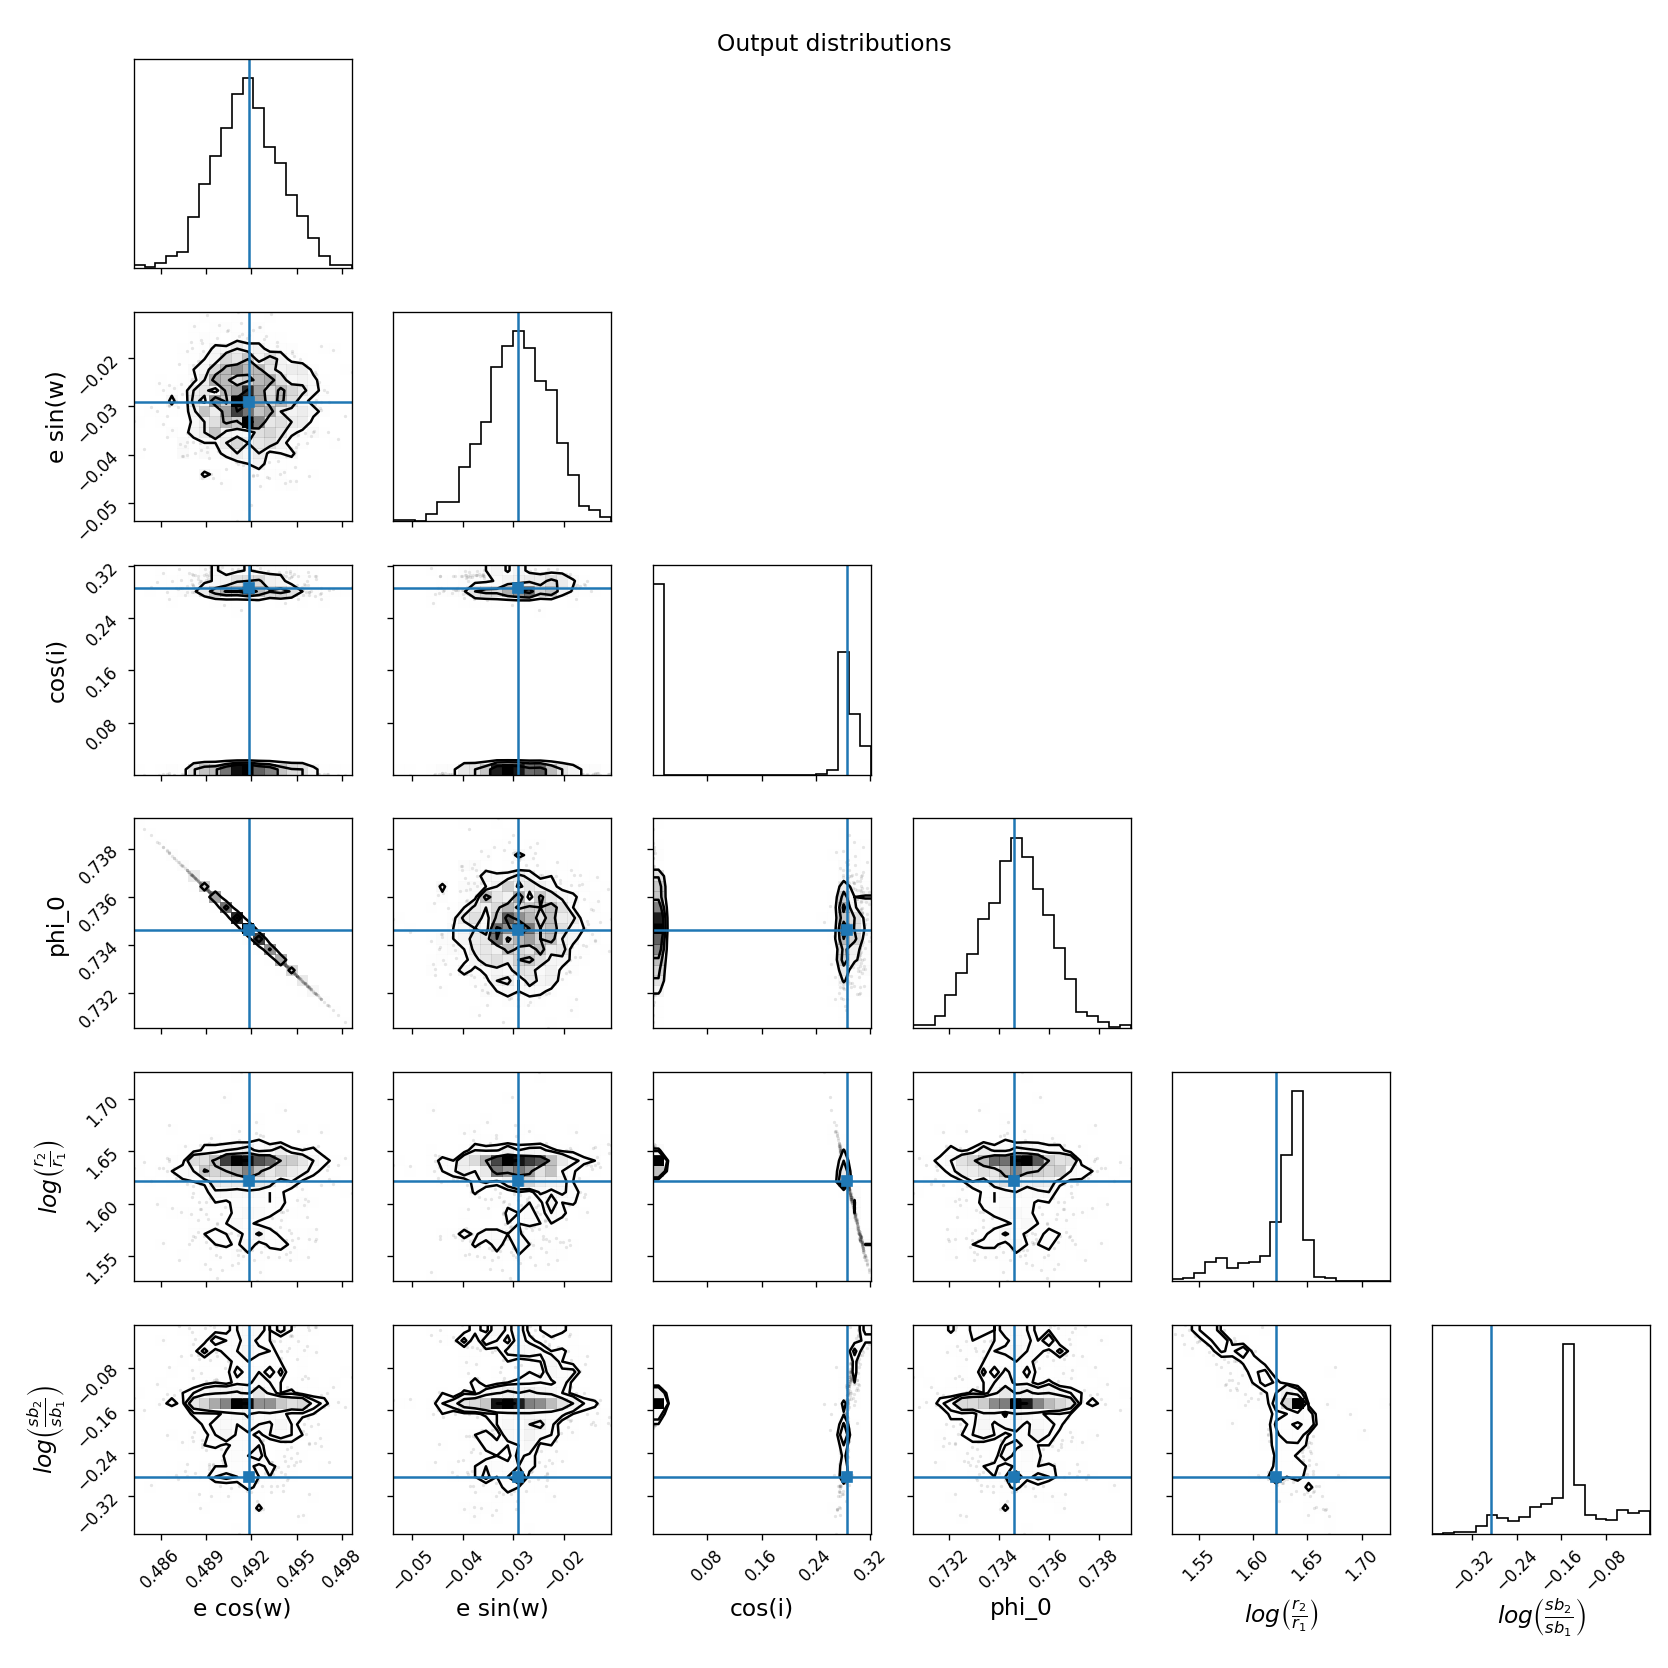 Output distributions
e sin(w)
−0.02
−0.03
−0.04
−0.05
cos(i)
0.32
0.24
0.16
0.08
phi_0
0.738
0.736
0.734
0.732
log(r₂/r₁)
1.70
1.65
1.60
1.55
log(sb₂/sb₁)
−0.08
−0.16
−0.24
−0.32
0.486 0.489 0.492 0.495 0.498 −0.05 −0.04 −0.03 −0.02 0.08 0.16 0.24 0.32 0.732 0.734 0.736 0.738 1.55 1.60 1.65 1.70 −0.32 −0.24 −0.16 −0.08
e cos(w) e sin(w) cos(i) phi_0 log(r₂/r₁) log(sb₂/sb₁)